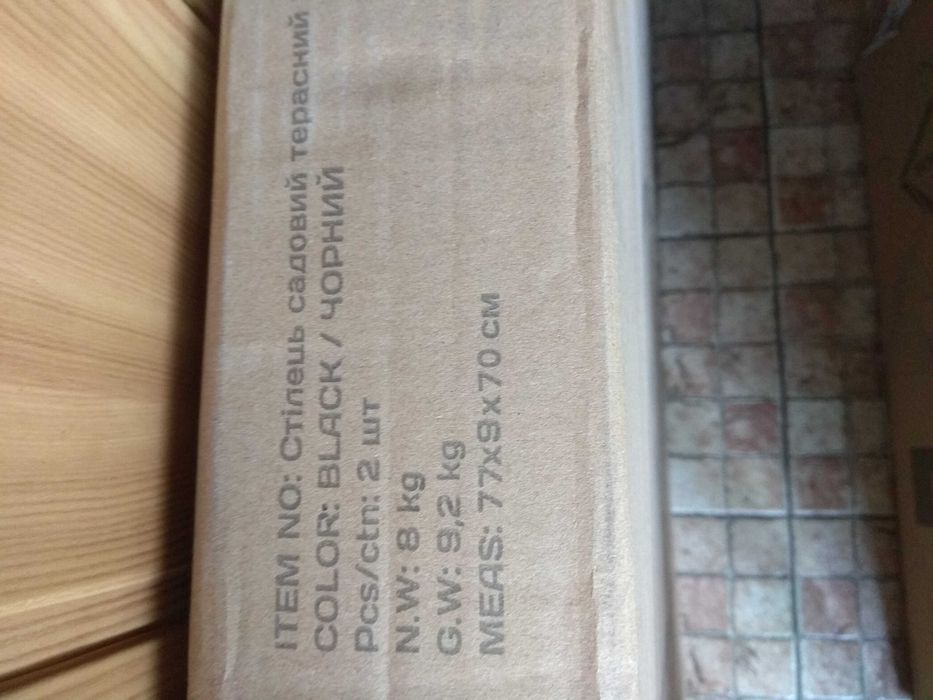 ITEM NO: Стілець садовий терасний
COLOR: BLACK / ЧОРНИЙ
Pcs/ctn: 2 шт
N.W: 8 kg
G.W: 9,2 kg
MEAS: 77x9x70 см